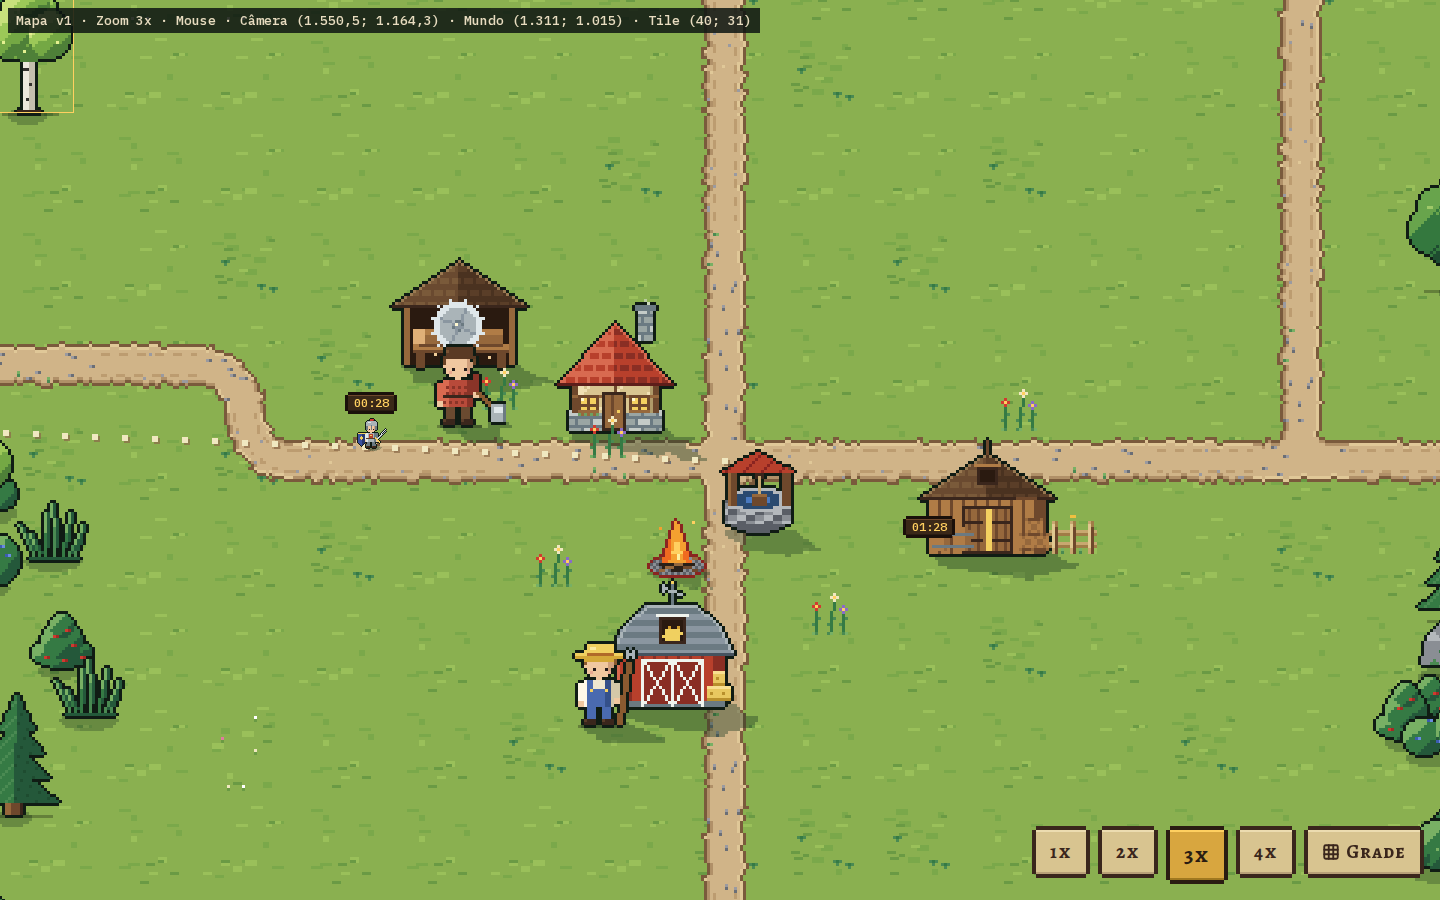 Mapa v1 · Zoom 3x · Mouse · Câmera (1.550,5; 1.164,3) · Mundo (1.311; 1.015) · Tile (40; 31)
00:28
01:28
1X
2X
3X
4X
GRADE